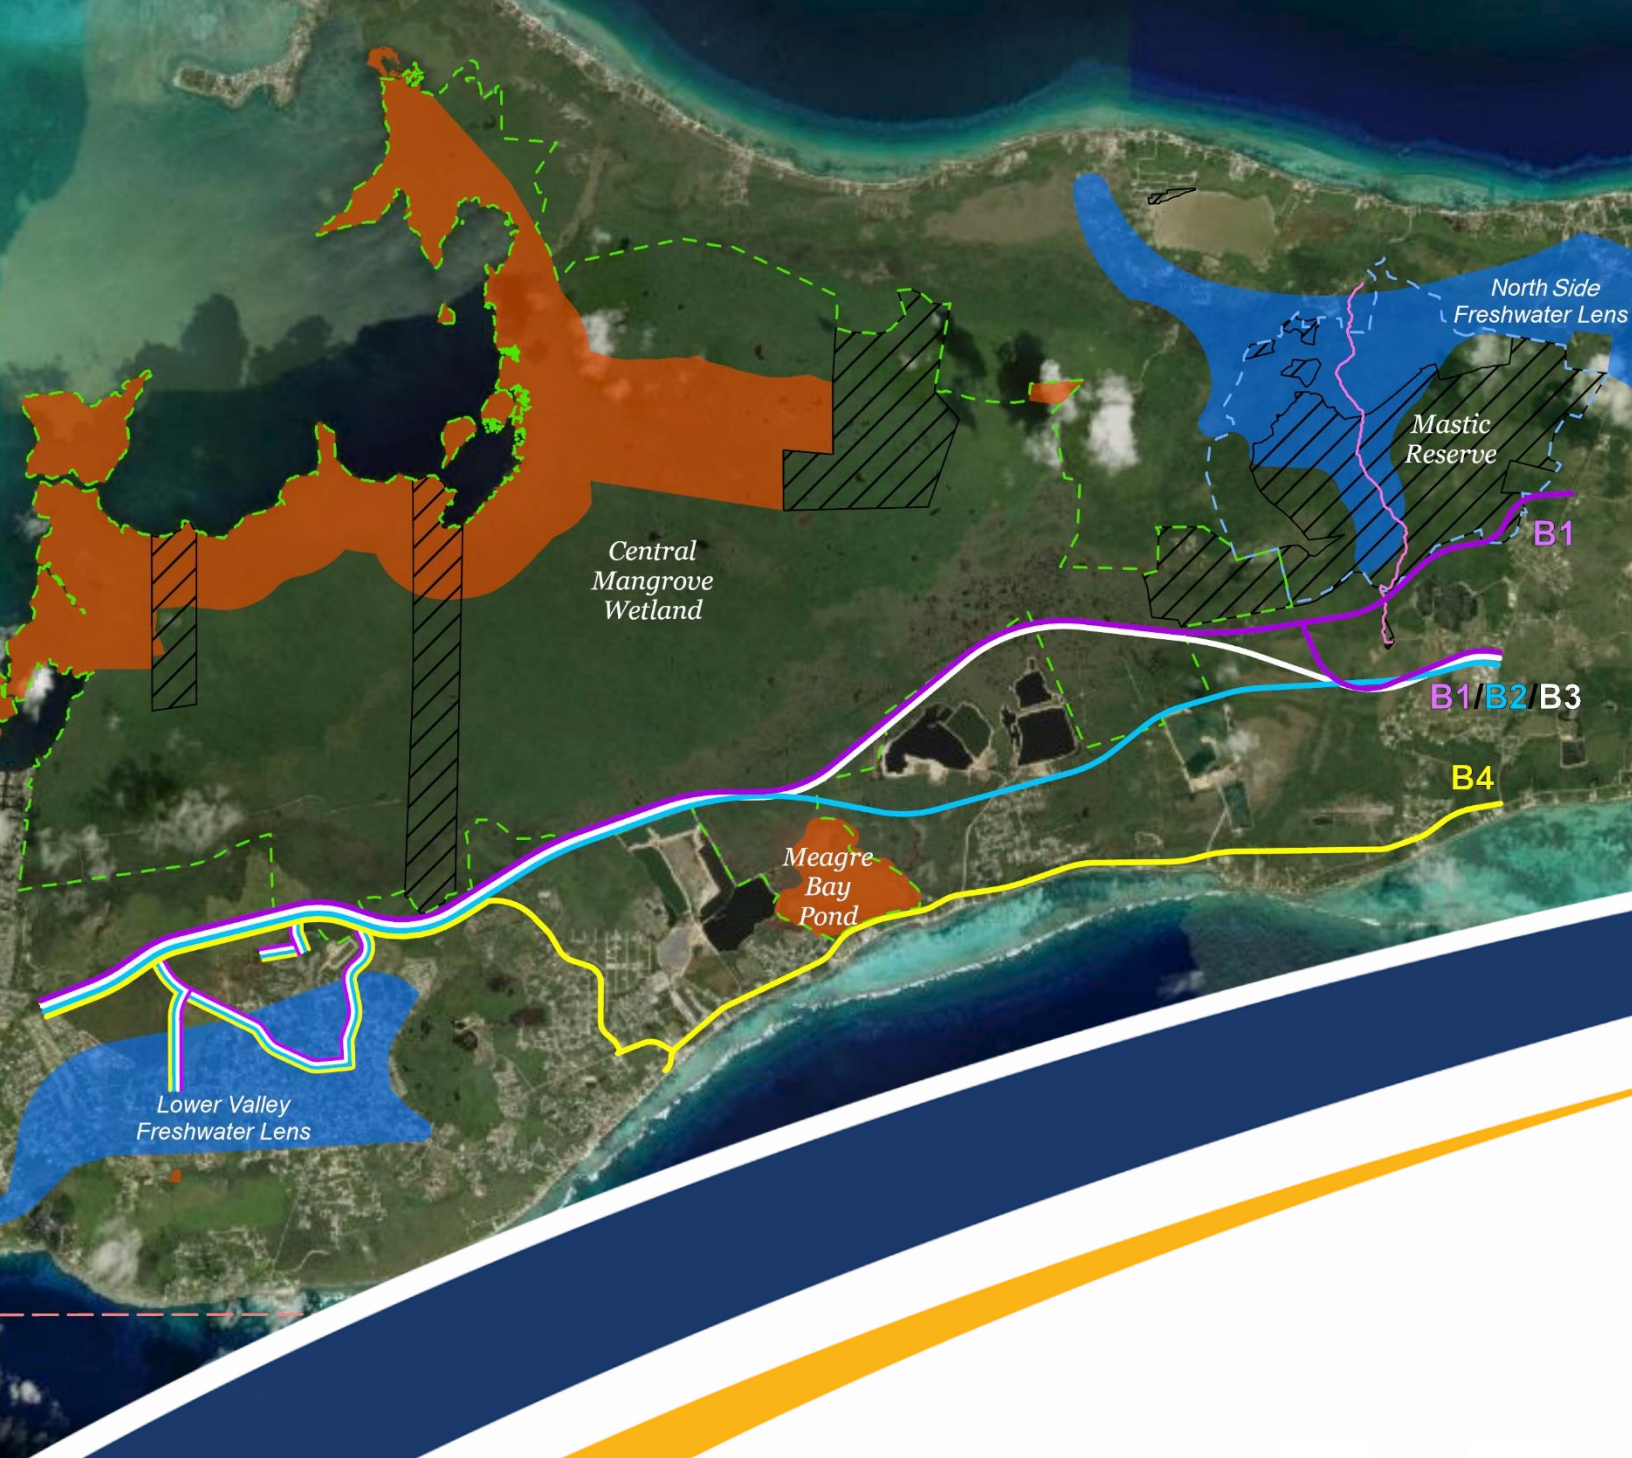 North Side
Freshwater Lens
Mastic
Reserve
B1
Central
Mangrove
Wetland
B1/B2/B3
B4
Meagre
Bay
Pond
Lower Valley
Freshwater Lens